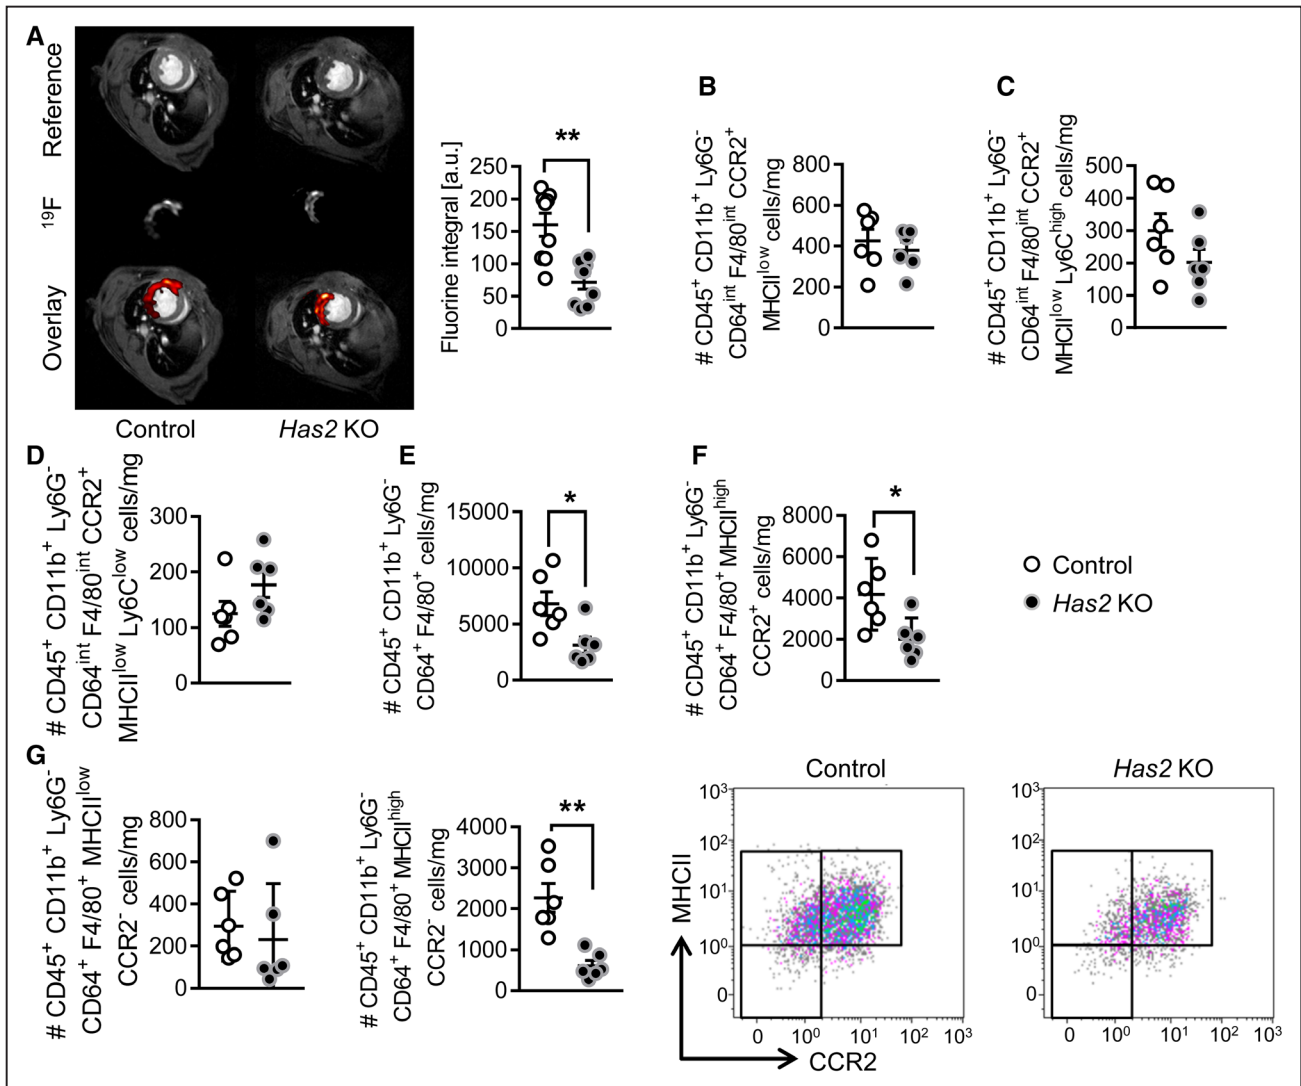 A
Reference
19F
Overlay
Control
Has2 KO
Fluorine integral [a.u.]
250
200
150
100
50
0
**
B
# CD45+ CD11b+ Ly6G-
CD64int F4/80int CCR2+
MHCIIlow cells/mg
800
600
400
200
0
C
# CD45+ CD11b+ Ly6G-
CD64int F4/80int CCR2+
MHCIIlow Ly6Chigh cells/mg
500
400
300
200
100
0
D
# CD45+ CD11b+ Ly6G-
CD64int F4/80int CCR2+
MHCIIlow Ly6Clow cells/mg
300
200
100
0
E
# CD45+ CD11b+ Ly6G-
CD64+ F4/80+ cells/mg
15000
10000
5000
0
*
F
# CD45+ CD11b+ Ly6G-
CD64+ F4/80+ MHCIIhigh
CCR2+ cells/mg
8000
6000
4000
2000
0
*
Control
Has2 KO
G
# CD45+ CD11b+ Ly6G-
CD64+ F4/80+ MHCIIlow
CCR2- cells/mg
800
600
400
200
0
# CD45+ CD11b+ Ly6G-
CD64+ F4/80+ MHCIIhigh
CCR2- cells/mg
4000
3000
2000
1000
0
**
Control
MHCII
10³
10²
10¹
10⁰
0
0 10⁰ 10¹ 10² 10³
CCR2
Has2 KO
10³
10²
10¹
10⁰
0
0 10⁰ 10¹ 10² 10³